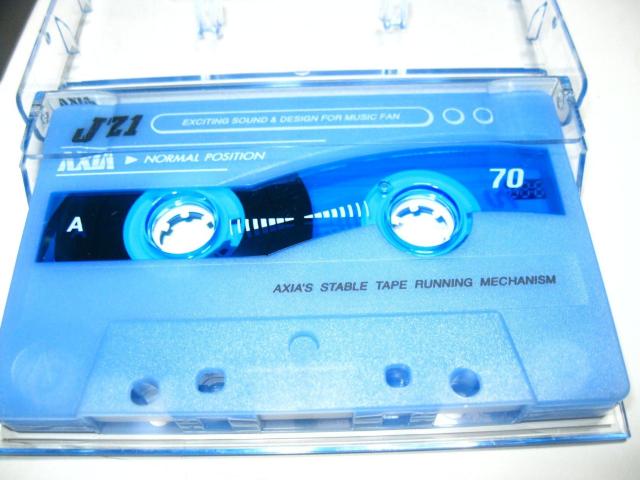 AXIA
J'z1
EXCITING SOUND & DESIGN FOR MUSIC FAN
AXIA ▶ NORMAL POSITION
70
A
AXIA'S STABLE TAPE RUNNING MECHANISM